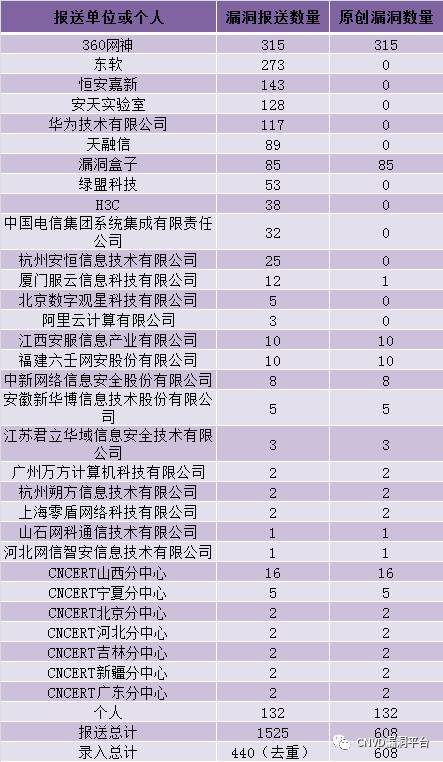 报送单位或个人 漏洞报送数量 原创漏洞数量
360网神 315 315
东软 273 0
恒安嘉新 143 0
安天实验室 128 0
华为技术有限公司 117 0
天融信 89 0
漏洞盒子 85 85
绿盟科技 53 0
H3C 38 0
中国电信集团系统集成有限责任
公司 32 0
杭州安恒信息技术有限公司 25 0
厦门服云信息科技有限公司 12 1
北京数字观星科技有限公司 5 0
阿里云计算有限公司 3 0
江西安服信息产业有限公司 10 10
福建六壬网安股份有限公司 10 10
中新网络信息安全股份有限公司 8 8
安徽新华博信息技术股份有限公
司 5 5
江苏君立华域信息安全技术有限
公司 3 3
广州万方计算机科技有限公司 2 2
杭州朔方信息技术有限公司 2 2
上海零盾网络科技有限公司 2 2
山石网科通信技术有限公司 1 1
河北网信智安信息技术有限公司 1 1
CNCERT山西分中心 16 16
CNCERT宁夏分中心 5 5
CNCERT北京分中心 2 2
CNCERT河北分中心 2 2
CNCERT吉林分中心 2 2
CNCERT新疆分中心 2 2
CNCERT广东分中心 2 2
个人 132 132
报送总计 1525 608
录入总计 440（去重） 608
CNVD漏洞平台